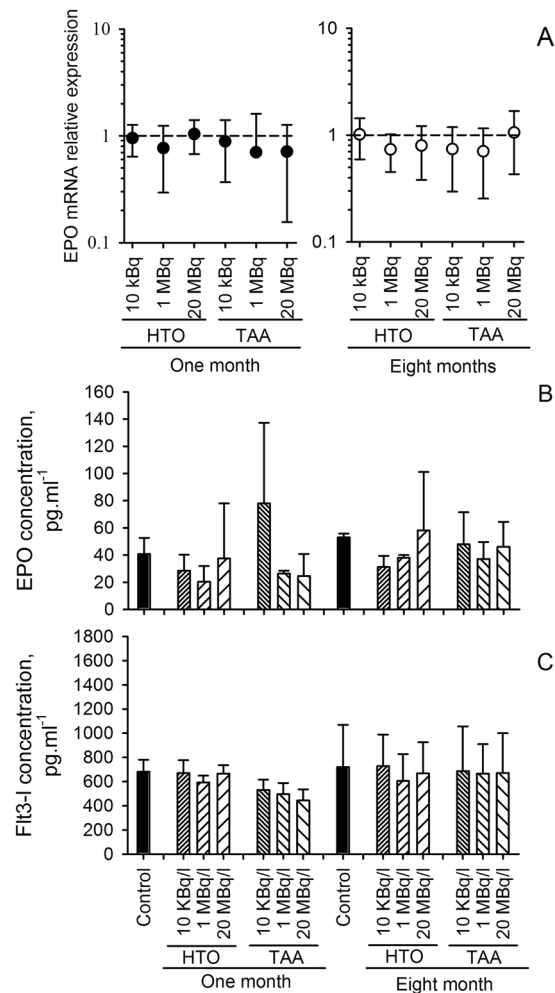 A
EPO mRNA relative expression
10
1
0.1
10
1
0.1
10 kBq
1 MBq
20 MBq
10 kBq
1 MBq
20 MBq
10 kBq
1 MBq
20 MBq
10 kBq
1 MBq
20 MBq
HTO
TAA
HTO
TAA
One month
Eight months
B
EPO concentration,
pg.ml-1
160
140
120
100
80
60
40
20
0
C
Flt3-l concentration,
pg.ml-1
1800
1600
1400
1200
1000
800
600
400
200
0
Control
10 KBq/l
1 MBq/l
20 MBq/l
10 KBq/l
1 MBq/l
20 MBq/l
Control
10 KBq/l
1 MBq/l
20 MBq/l
10 KBq/l
1 MBq/l
20 MBq/l
HTO
TAA
HTO
TAA
One month
Eight month